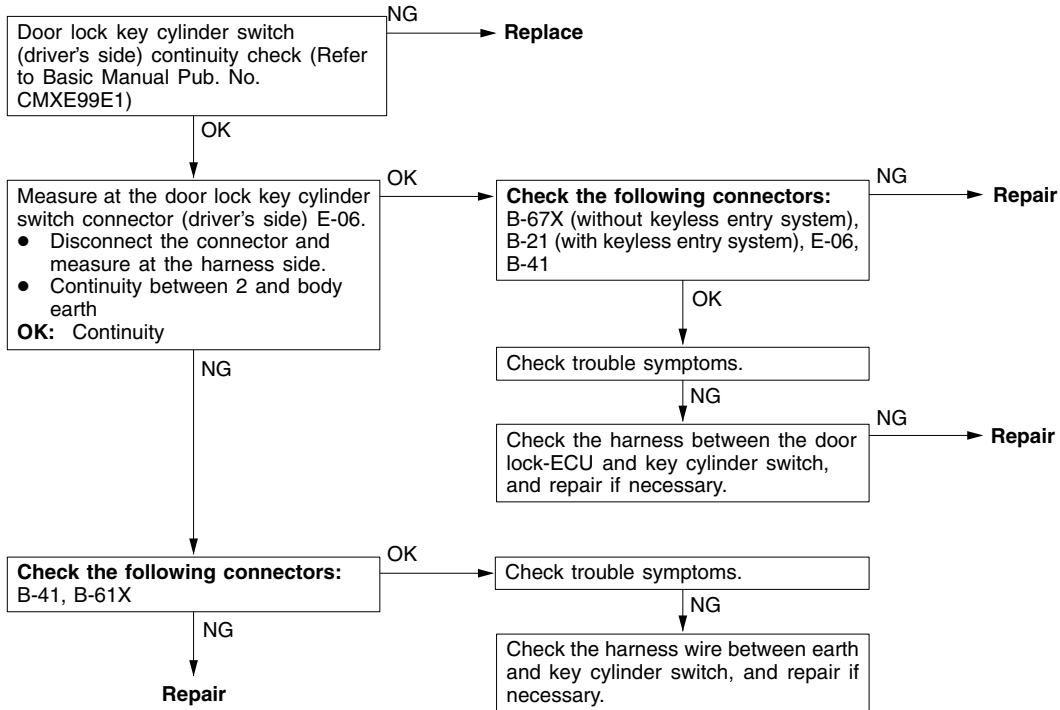 Door lock key cylinder switch
(driver's side) continuity check (Refer
to Basic Manual Pub. No.
CMXE99E1)
NG
Replace
OK
Measure at the door lock key cylinder
switch connector (driver's side) E-06.
● Disconnect the connector and
measure at the harness side.
● Continuity between 2 and body
earth
OK: Continuity
OK
Check the following connectors:
B-67X (without keyless entry system),
B-21 (with keyless entry system), E-06,
B-41
NG
Repair
OK
Check trouble symptoms.
NG
Check the harness between the door
lock-ECU and key cylinder switch,
and repair if necessary.
NG
Repair
NG
Check the following connectors:
B-41, B-61X
OK
Check trouble symptoms.
NG
Check the harness wire between earth
and key cylinder switch, and repair if
necessary.
NG
Repair